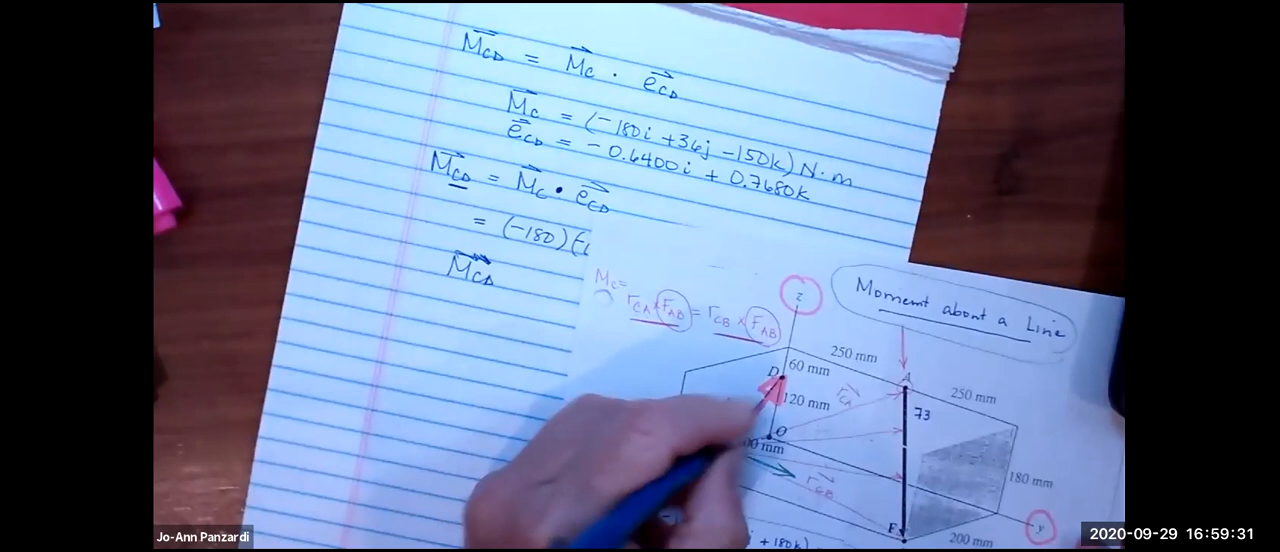 M_CD = M_C · e_CD
M_C = (-180i + 36j - 150k) N·m
e_CD = -0.6400i + 0.7680k
M_CD = M_C • e_CD
= (-180)(
M_CD
M_C =
r_CA × F_AB = r_CB × F_AB
z
Moment about a Line
250 mm
D
60 mm
A
250 mm
r_CA
120 mm
73
O
00 mm
r_CB
180 mm
y
200 mm
i + 180k)
Jo-Ann Panzardi
2020-09-29 16:59:31